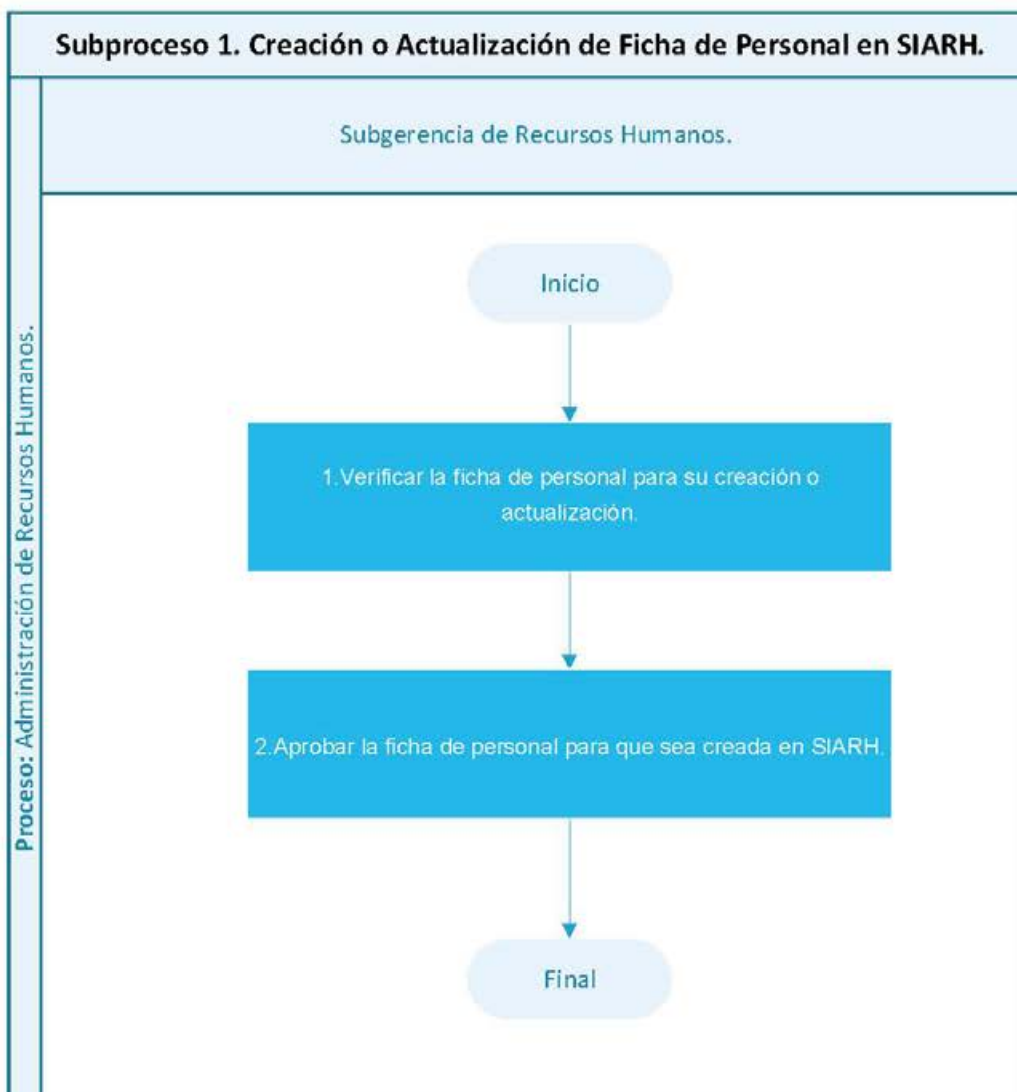 Subproceso 1. Creación o Actualización de Ficha de Personal en SIARH.
Subgerencia de Recursos Humanos.
Proceso: Administración de Recursos Humanos.
Inicio
1.Verificar la ficha de personal para su creación o
actualización.
2.Aprobar la ficha de personal para que sea creada en SIARH.
Final